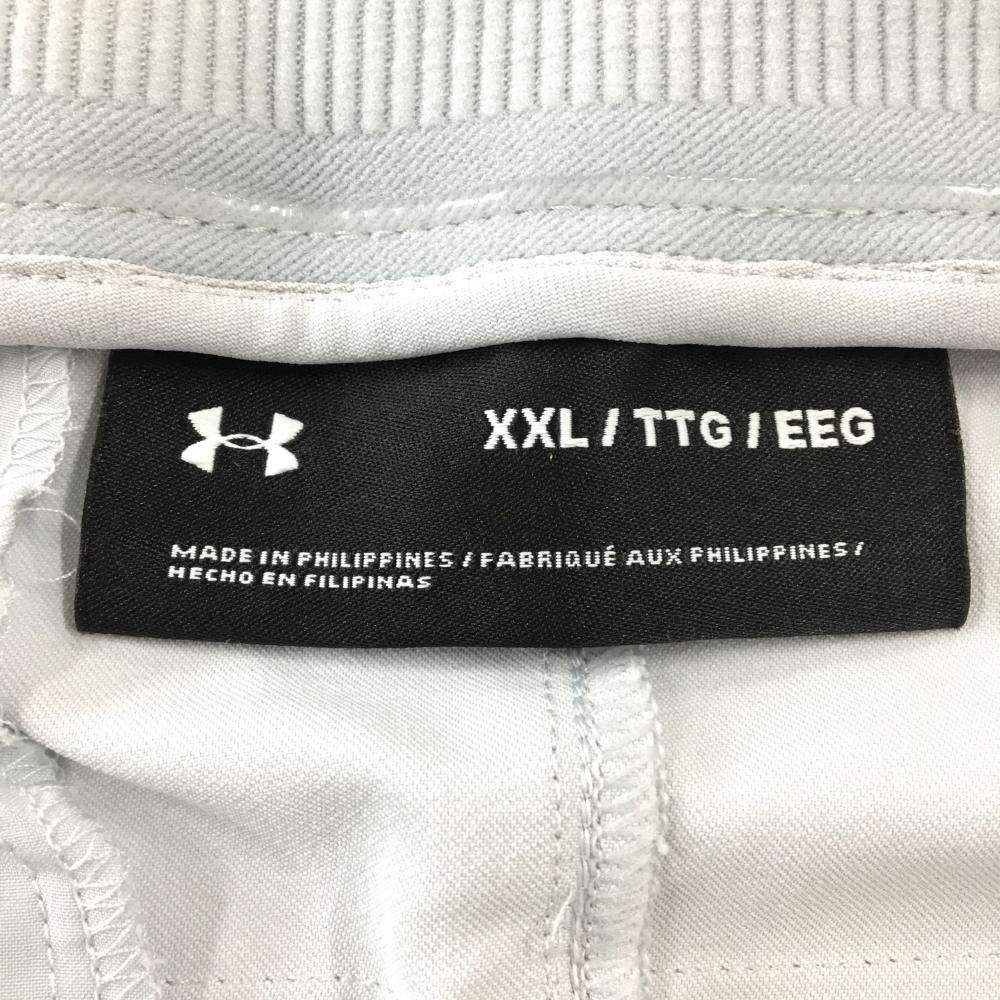 XXL / TTG / EEG
MADE IN PHILIPPINES / FABRIQUÉ AUX PHILIPPINES /
HECHO EN FILIPINAS